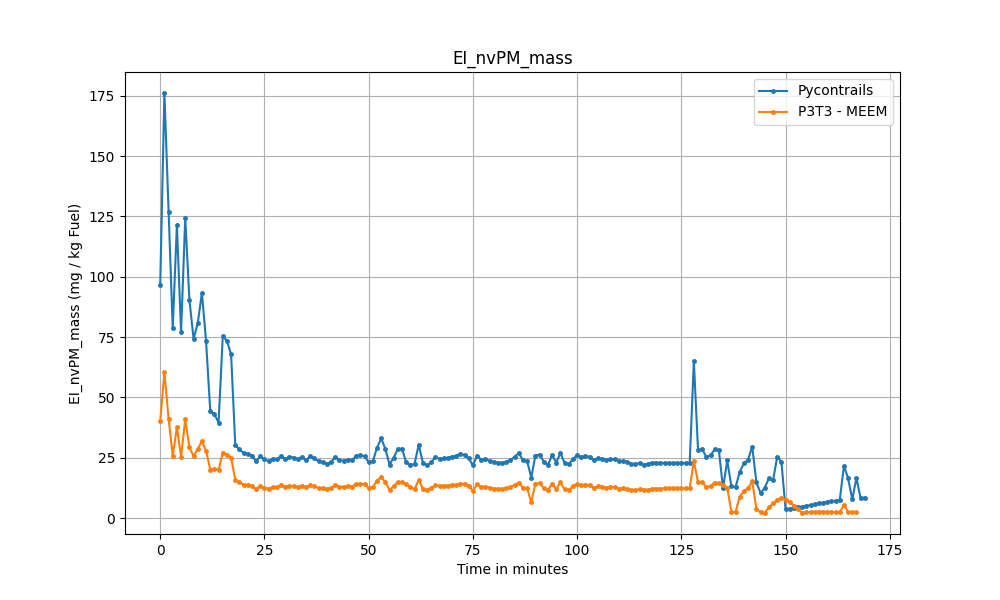 EI_nvPM_mass
Pycontrails
P3T3 - MEEM
EI_nvPM_mass (mg / kg Fuel)
175
150
125
100
75
50
25
0
0 25 50 75 100 125 150 175
Time in minutes